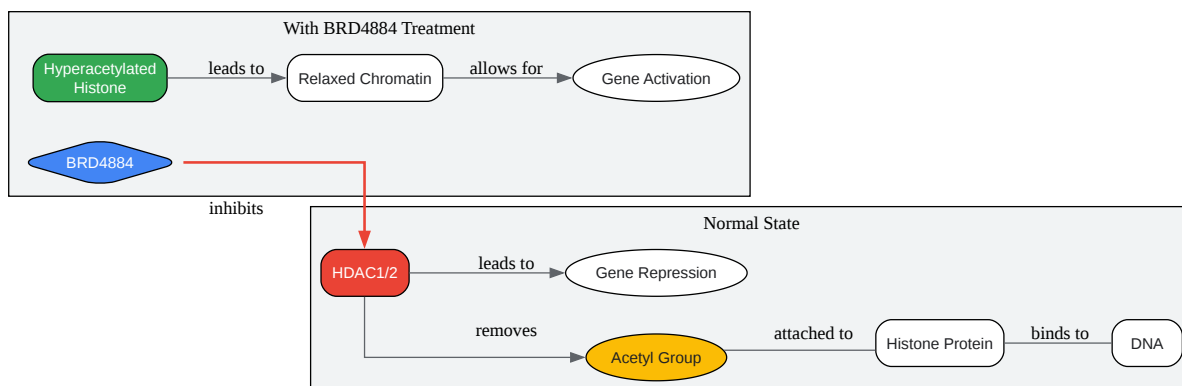 With BRD4884 Treatment
Hyperacetylated
Histone
leads to
Relaxed Chromatin
allows for
Gene Activation
BRD4884
inhibits
Normal State
HDAC1/2
leads to
Gene Repression
removes
Acetyl Group
attached to
Histone Protein
binds to
DNA